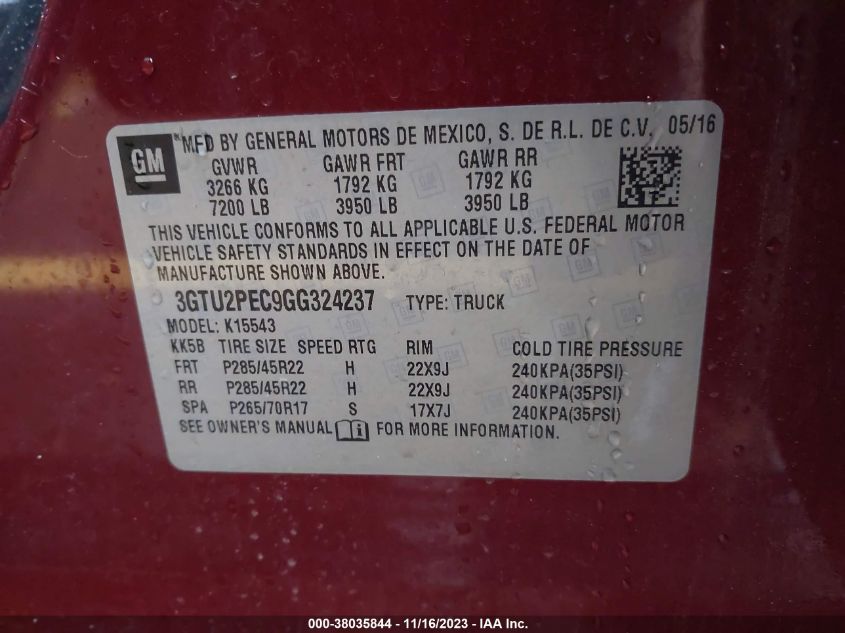 GM MFD BY GENERAL MOTORS DE MEXICO, S. DE R.L. DE C.V. 05/16
GVWR GAWR FRT GAWR RR
3266 KG 1792 KG 1792 KG
7200 LB 3950 LB 3950 LB
THIS VEHICLE CONFORMS TO ALL APPLICABLE U.S. FEDERAL MOTOR
VEHICLE SAFETY STANDARDS IN EFFECT ON THE DATE OF
MANUFACTURE SHOWN ABOVE.
3GTU2PEC9GG324237 TYPE: TRUCK
MODEL: K15543
KK5B TIRE SIZE SPEED RTG RIM COLD TIRE PRESSURE
FRT P285/45R22 H 22X9J 240KPA(35PSI)
RR P285/45R22 H 22X9J 240KPA(35PSI)
SPA P265/70R17 S 17X7J 240KPA(35PSI)
SEE OWNER'S MANUAL FOR MORE INFORMATION.
000-38035844 - 11/16/2023 - IAA Inc.